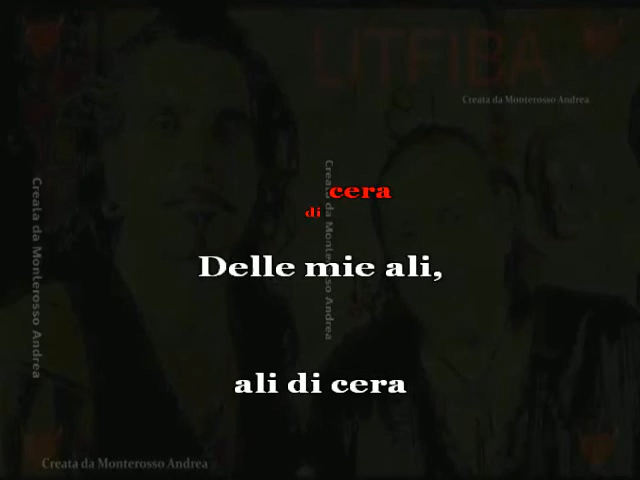 LITFIBA
Creata da Monterosso Andrea.
Creata da Monterosso Andrea
Creata da Monterosso Andrea
cera
di
Delle mie ali,
ali di cera
Creata da Monterosso Andrea